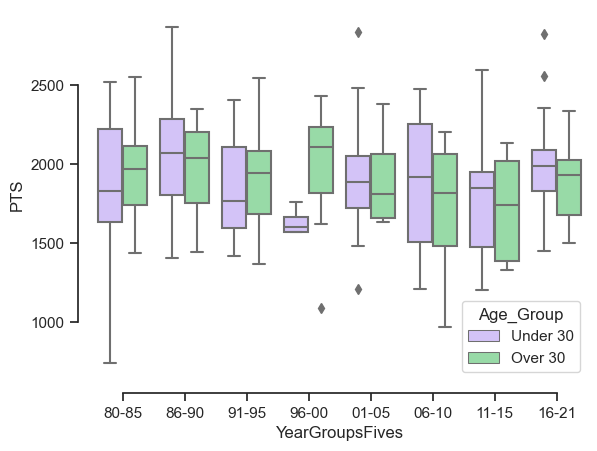 2500
2000
1500
1000
PTS
Age_Group
Under 30
Over 30
80-85 86-90 91-95 96-00 01-05 06-10 11-15 16-21
YearGroupsFives